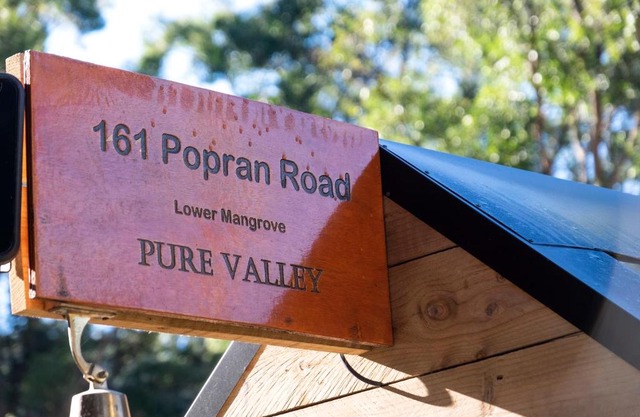 161 Popran Road
Lower Mangrove
PURE VALLEY